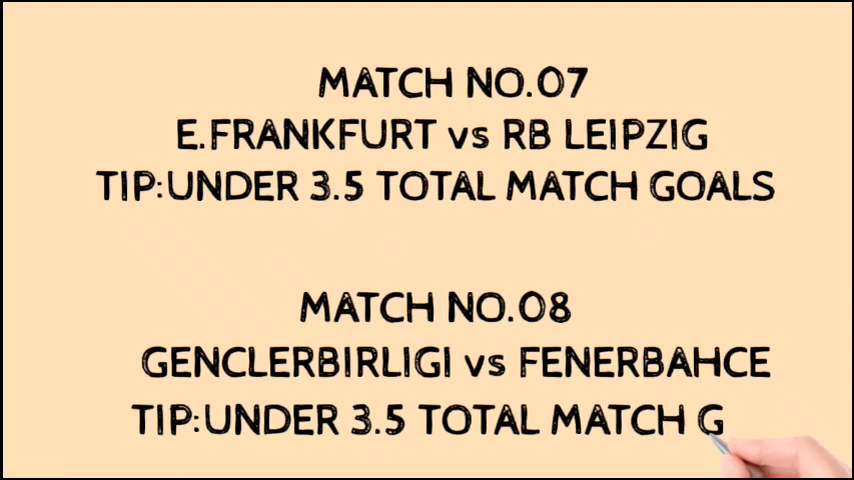 MATCH NO.07
E.FRANKFURT vs RB LEIPZIG
TIP:UNDER 3.5 TOTAL MATCH GOALS
MATCH NO.08
GENCLERBIRLIGI vs FENERBAHCE
TIP:UNDER 3.5 TOTAL MATCH G